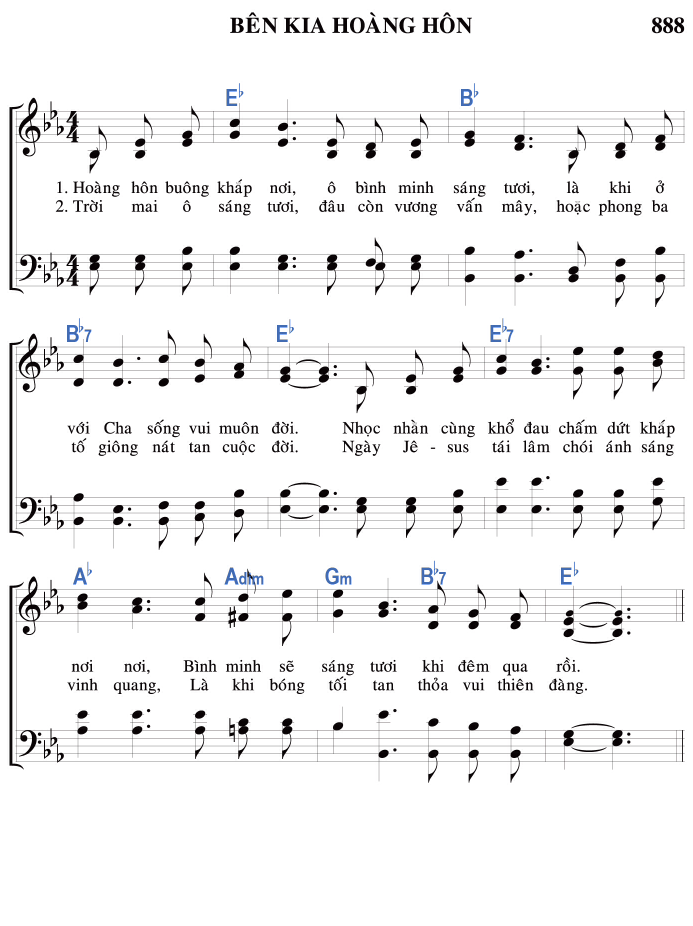 BÊN KIA HOÀNG HÔN 888
E♭ B♭
1. Hoàng hôn buông khấp nơi, ô bình minh sáng tươi, là khi ở
2. Trời mai ô sáng tươi, đâu còn vương vấn mây, hoặc phong ba
B♭7 E♭ E♭7
với Cha sống vui muôn đời. Nhọc nhằn cùng khổ đau chấm dứt khắp
tố giông nát tan cuộc đời. Ngày Jê - sus tái lâm chói ánh sáng
A♭ Adim Gm B♭7 E♭
nơi nơi, Bình minh sẽ sáng tươi khi đêm qua rồi.
vinh quang, Là khi bóng tối tan thỏa vui thiên đàng.